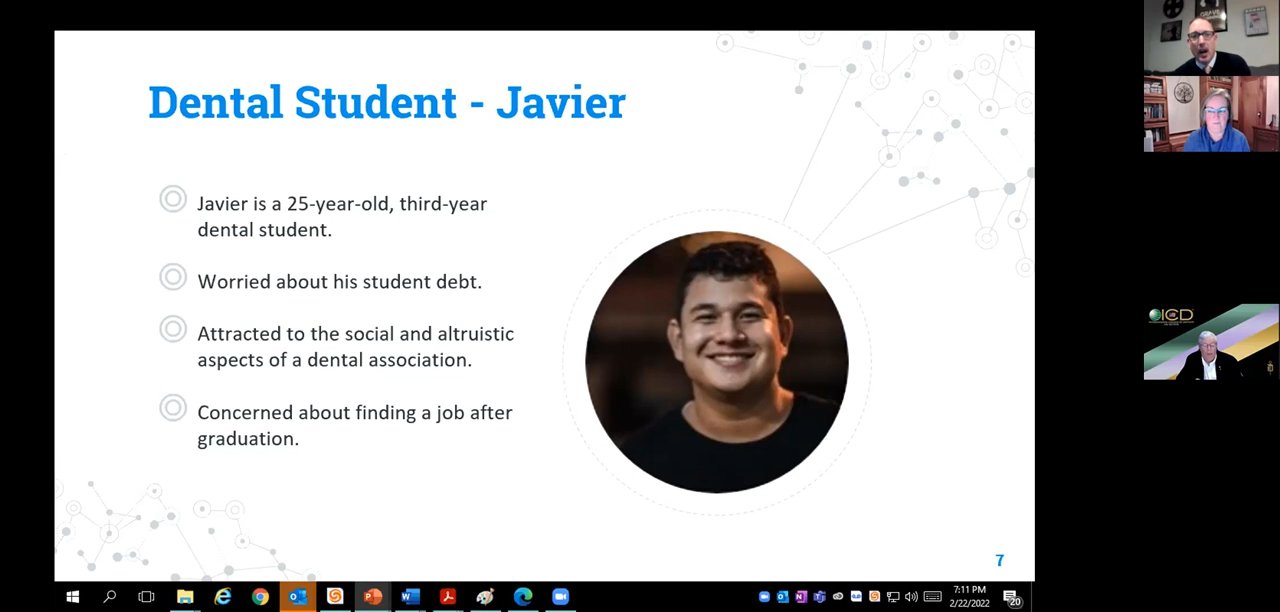 Dental Student - Javier
Javier is a 25-year-old, third-year
dental student.
Worried about his student debt.
Attracted to the social and altruistic
aspects of a dental association.
Concerned about finding a job after
graduation.
7
ICD
7:11 PM
2/22/2022
20